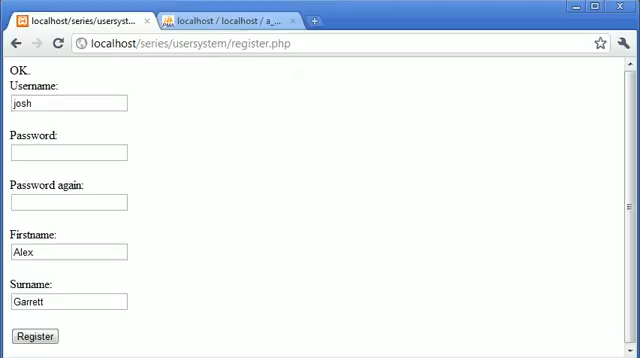 localhost/series/usersyste
localhost / localhost / a_
localhost/series/usersystem/register.php
OK.
Username:
josh
Password:
Password again:
Firstname:
Alex
Surname:
Garrett
Register